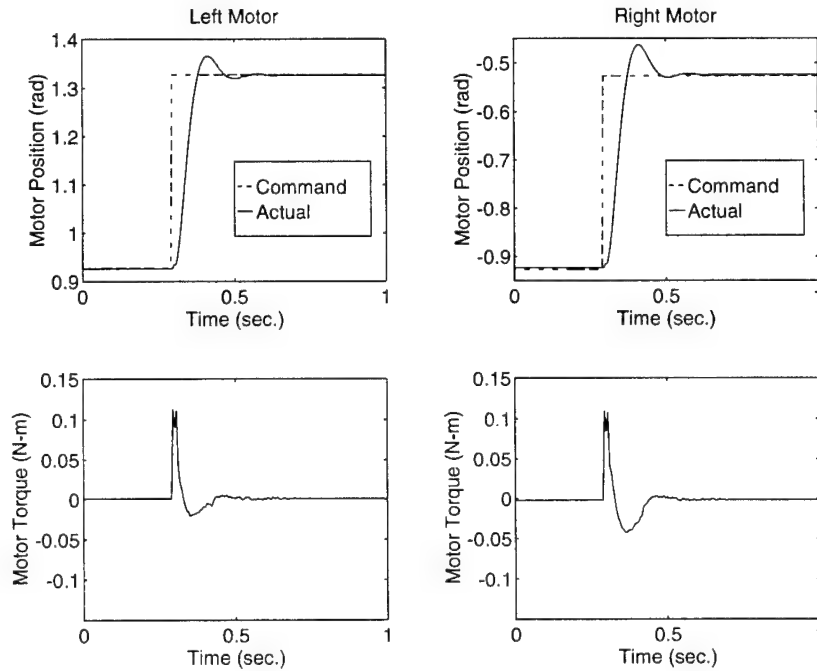 Left Motor
Motor Position (rad)
1.4
1.3
1.2
1.1
1
0.9
Command
Actual
0
0.5
1
Time (sec.)
Right Motor
Motor Position (rad)
-0.5
-0.6
-0.7
-0.8
-0.9
Command
Actual
0
0.5
1
Time (sec.)
Motor Torque (N-m)
0.15
0.1
0.05
0
-0.05
-0.1
0
0.5
1
Time (sec.)
Motor Torque (N-m)
0.15
0.1
0.05
0
-0.05
-0.1
0
0.5
1
Time (sec.)